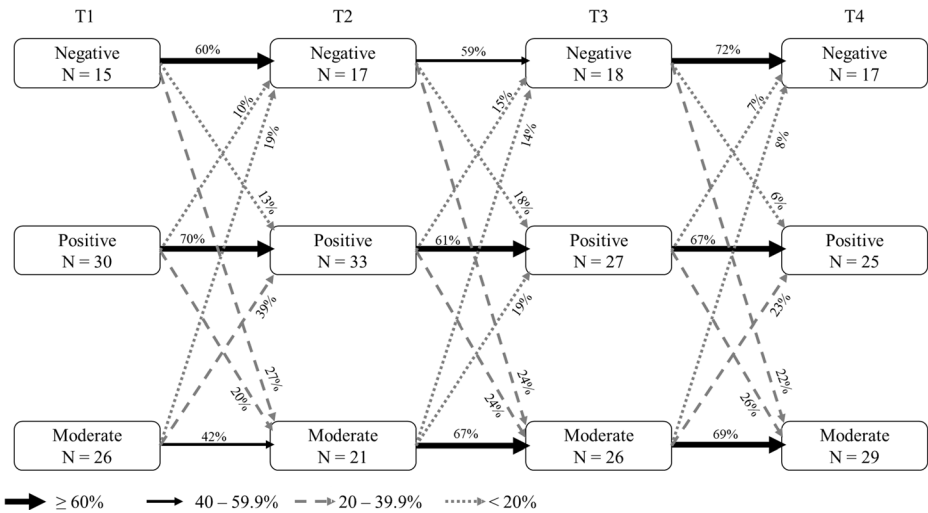 T1 T2 T3 T4
Negative
N = 15
60%
Negative
N = 17
59%
Negative
N = 18
72%
Negative
N = 17
10%
19%
15%
14%
7%
8%
13%
18%
6%
Positive
N = 30
70%
Positive
N = 33
61%
Positive
N = 27
67%
Positive
N = 25
39%
19%
23%
27%
20%
24%
24%
22%
26%
Moderate
N = 26
42%
Moderate
N = 21
67%
Moderate
N = 26
69%
Moderate
N = 29
≥ 60% 40 – 59.9% 20 – 39.9% < 20%